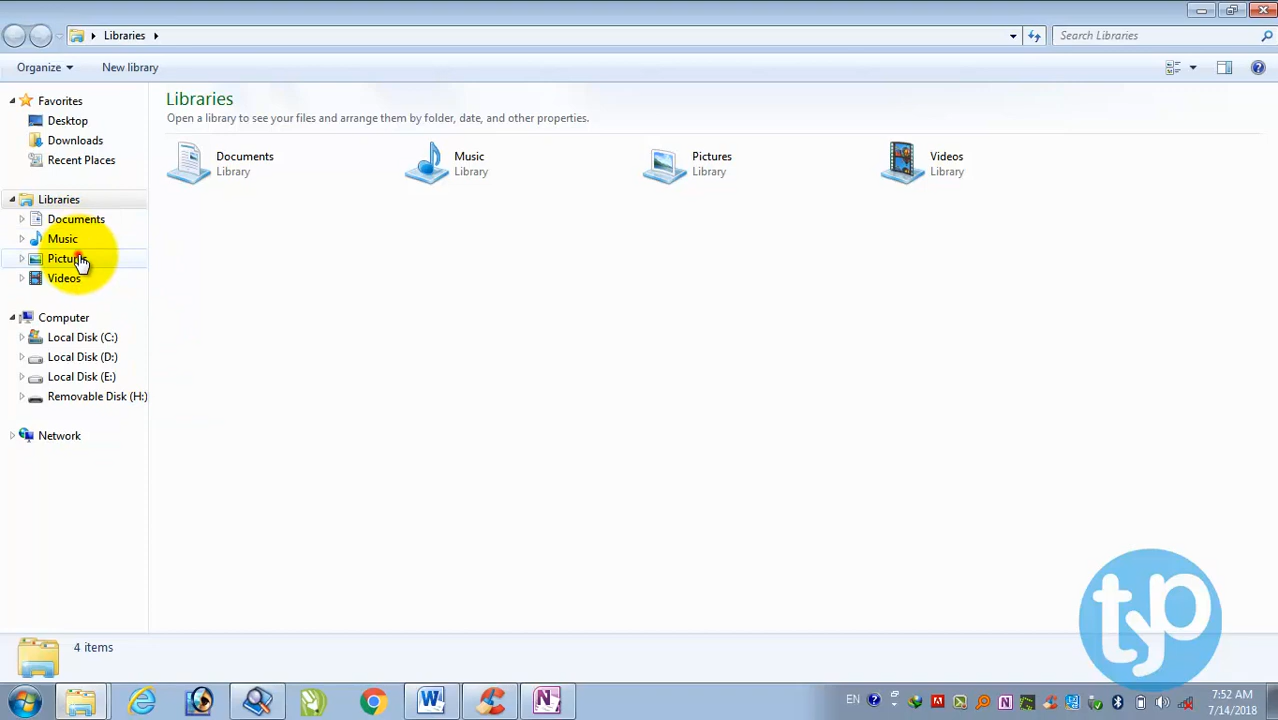 Libraries
Search Libraries
Organize
New library
Favorites
Desktop
Downloads
Recent Places
Libraries
Documents
Music
Videos
Computer
Local Disk (C:)
Local Disk (D:)
Local Disk (E:)
Removable Disk (H:)
Network
Libraries
Open a library to see your files and arrange them by folder, date, and other properties.
Documents
Library
Music
Library
Pictures
Library
Videos
Library
4 items
typ
EN
7:52 AM
7/14/2018